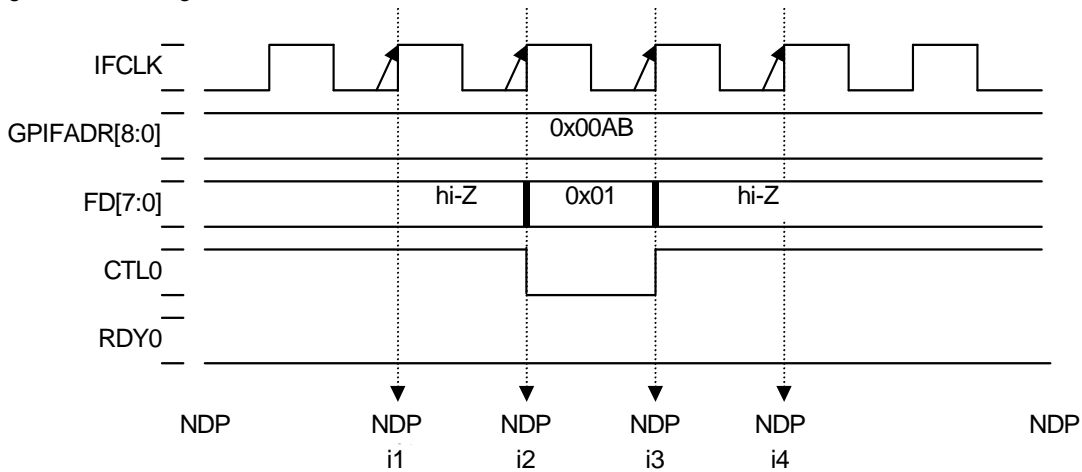 IFCLK
GPIFADR[8:0]
0x00AB
FD[7:0]
hi-Z
0x01
hi-Z
CTL0
RDY0
NDP NDP NDP NDP NDP NDP
i1 i2 i3 i4